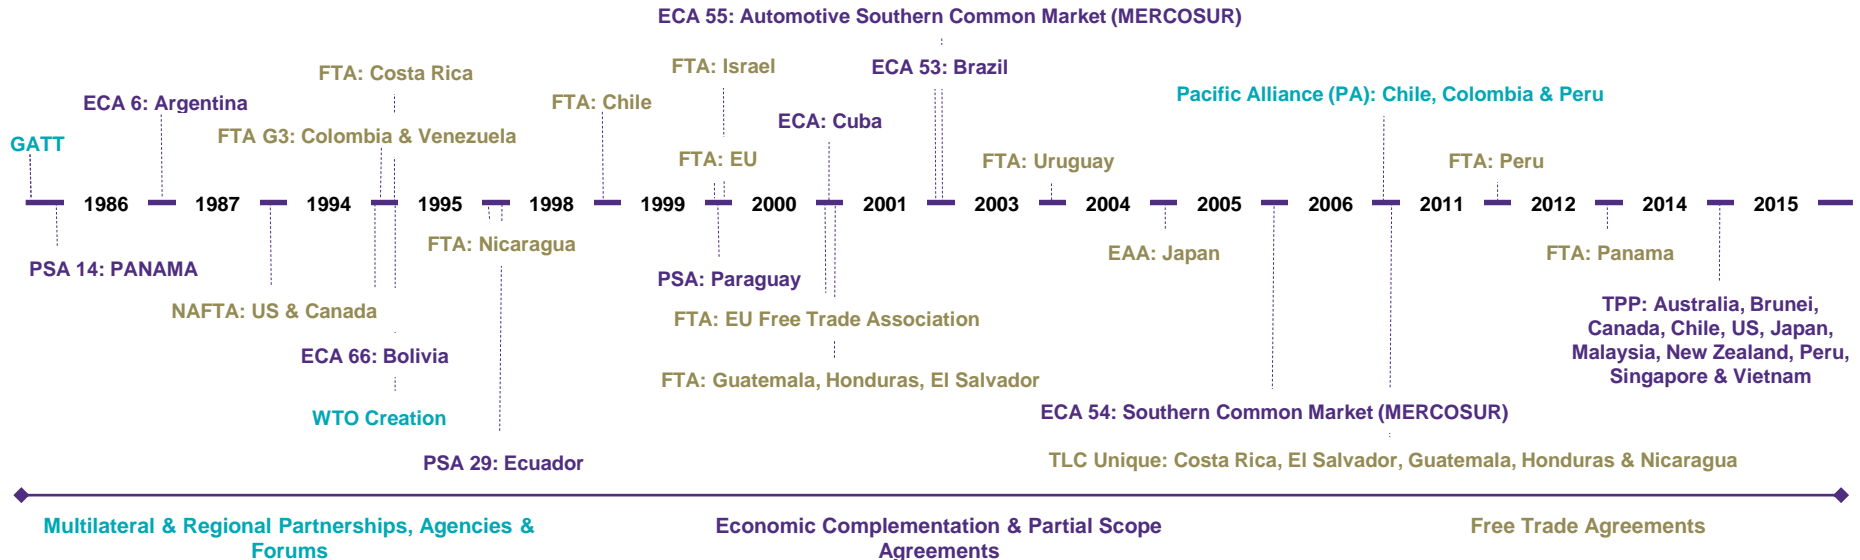 ECA 55: Automotive Southern Common Market (MERCOSUR)
FTA: Costa Rica
FTA: Israel
ECA 53: Brazil
ECA 6: Argentina
FTA: Chile
Pacific Alliance (PA): Chile, Colombia & Peru
ECA: Cuba
FTA G3: Colombia & Venezuela
GATT
FTA: EU
FTA: Uruguay
FTA: Peru
1986 1987 1994 1995 1998 1999 2000 2001 2003 2004 2005 2006 2011 2012 2014 2015
FTA: Nicaragua
EAA: Japan
FTA: Panama
PSA 14: PANAMA
PSA: Paraguay
NAFTA: US & Canada
FTA: EU Free Trade Association
TPP: Australia, Brunei,
Canada, Chile, US, Japan,
Malaysia, New Zealand, Peru,
Singapore & Vietnam
ECA 66: Bolivia
FTA: Guatemala, Honduras, El Salvador
WTO Creation
ECA 54: Southern Common Market (MERCOSUR)
PSA 29: Ecuador
TLC Unique: Costa Rica, El Salvador, Guatemala, Honduras & Nicaragua
Multilateral & Regional Partnerships, Agencies &
Forums
Economic Complementation & Partial Scope
Agreements
Free Trade Agreements